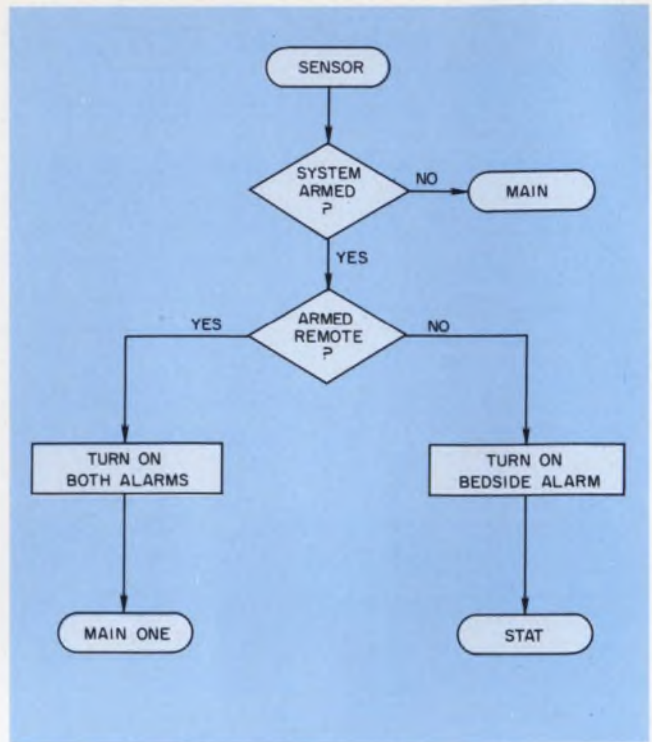 SENSOR
SYSTEM
ARMED
?
NO
MAIN
YES
ARMED
REMOTE
?
YES
NO
TURN ON
BOTH ALARMS
TURN ON
BEDSIDE ALARM
MAIN ONE
STAT